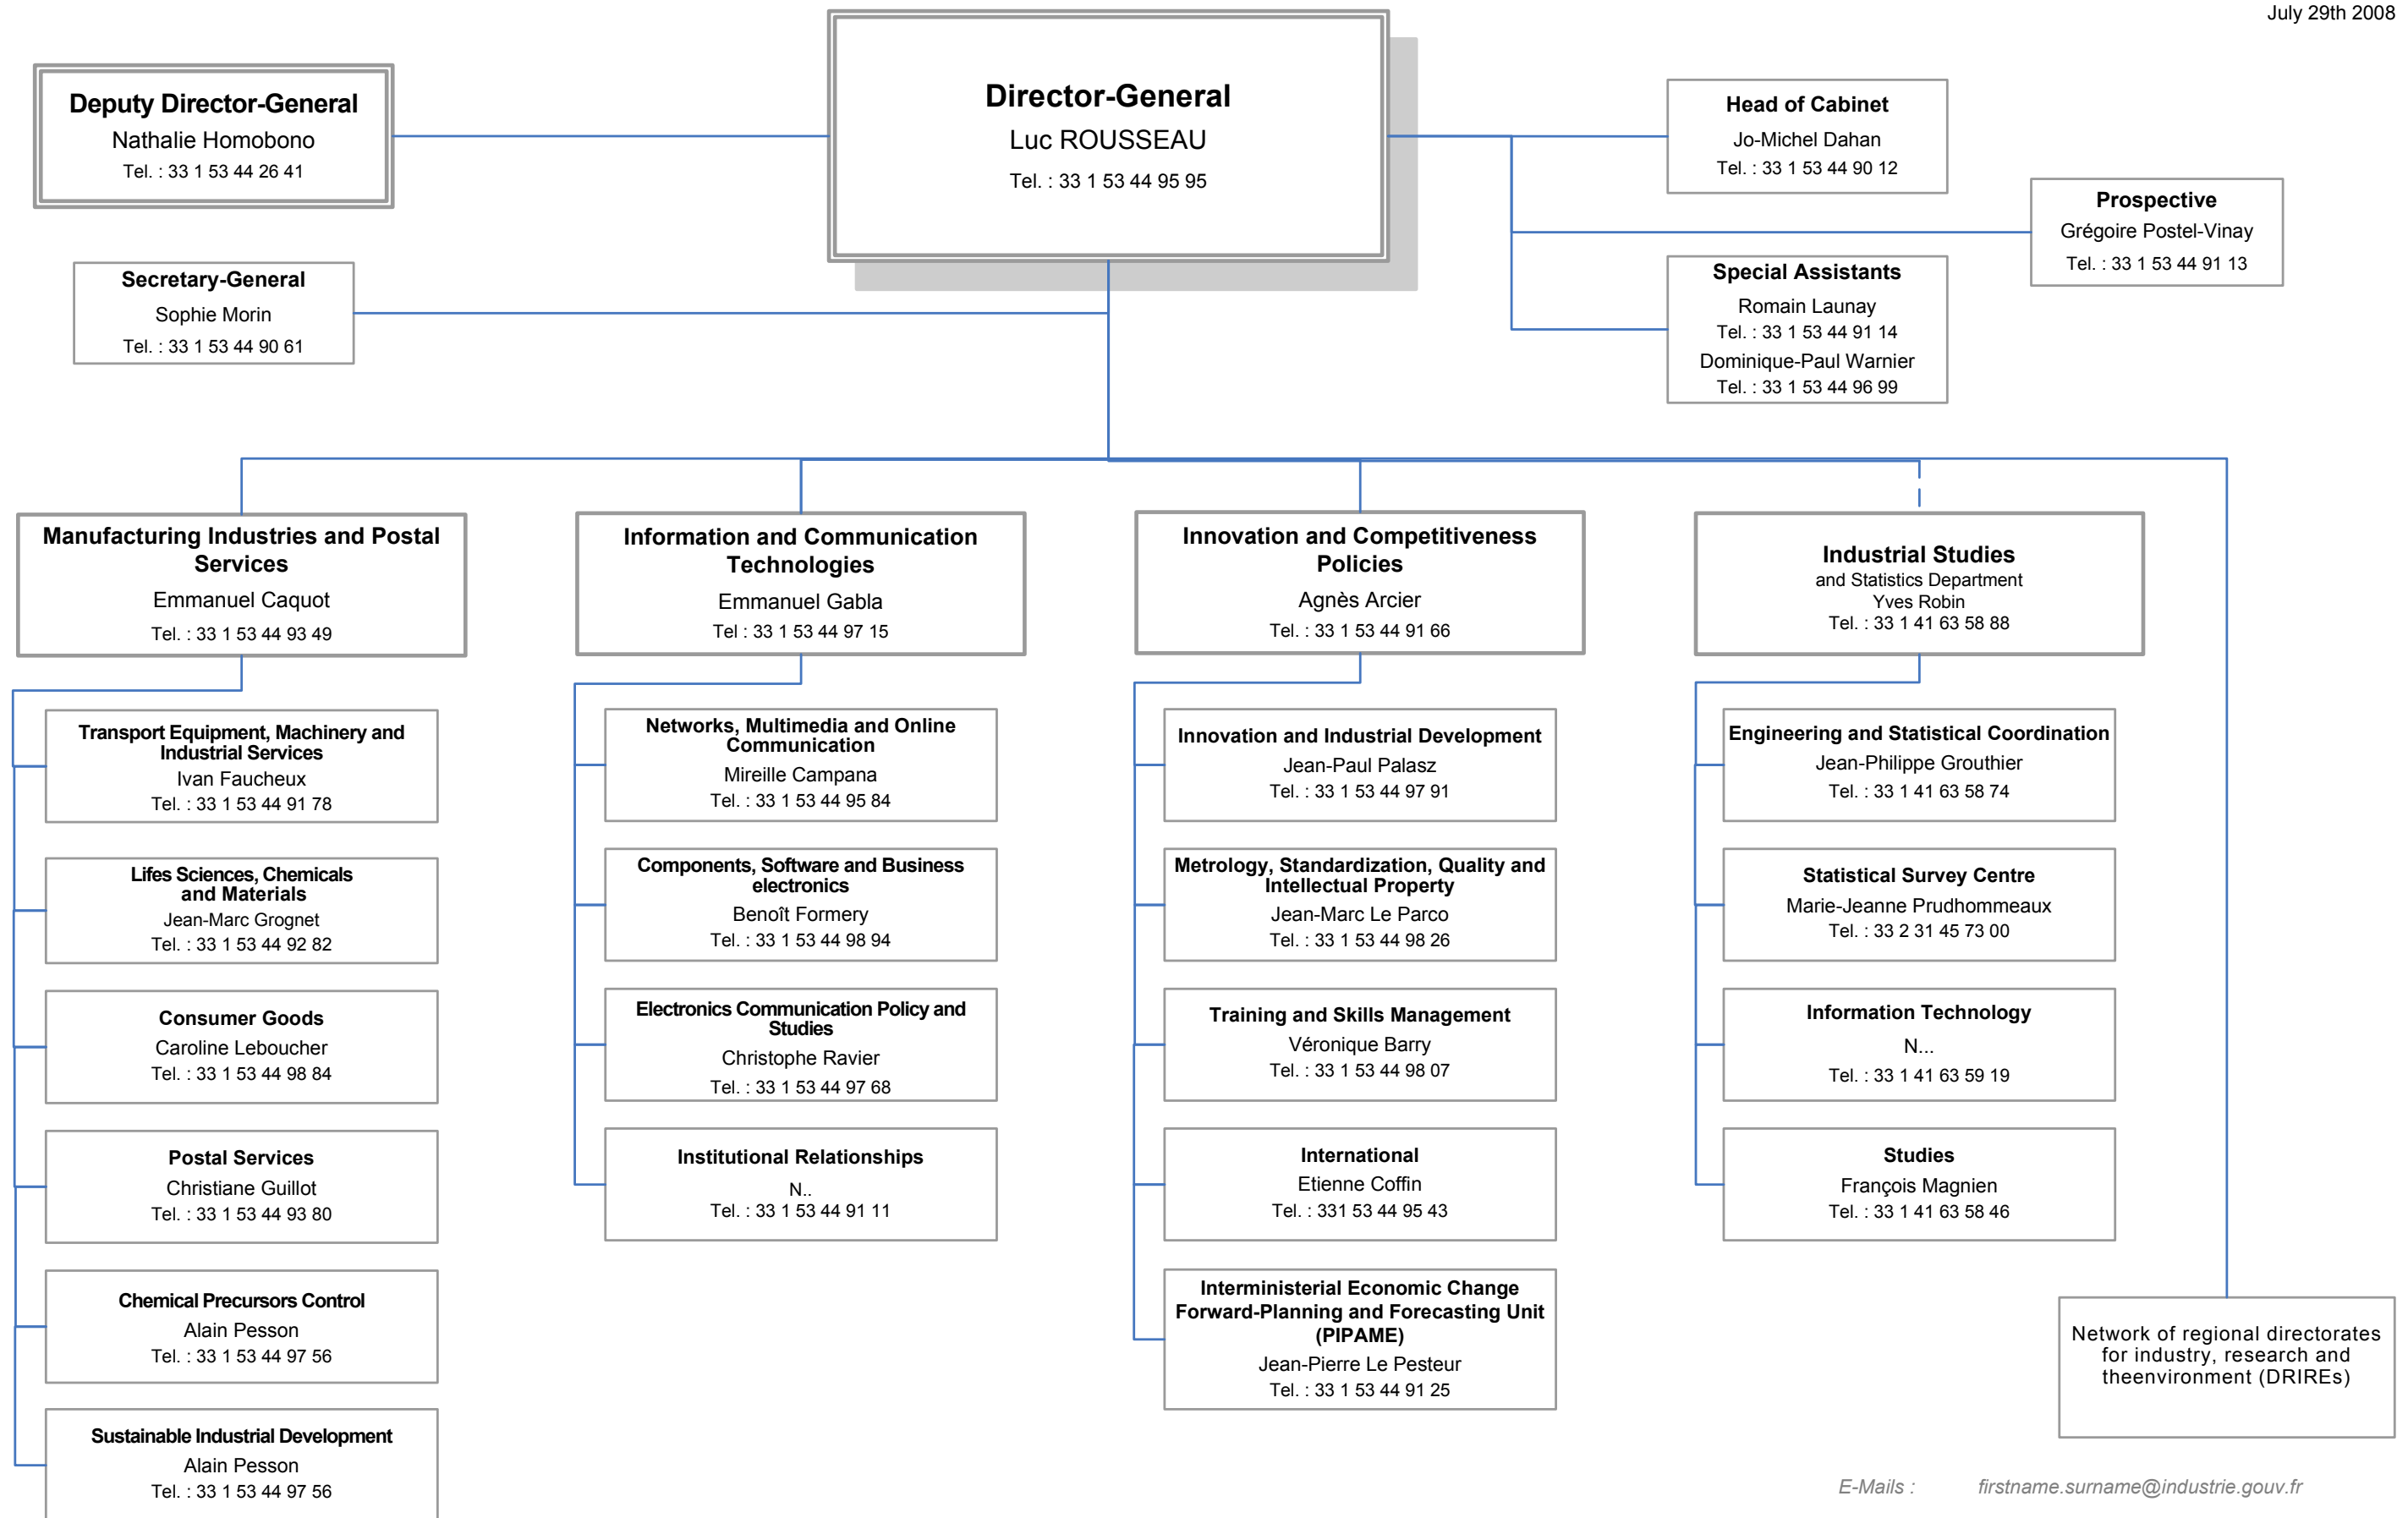 July 29th 2008
Deputy Director-General
Nathalie Homobono
Tel. : 33 1 53 44 26 41
Director-General
Luc ROUSSEAU
Tel. : 33 1 53 44 95 95
Head of Cabinet
Jo-Michel Dahan
Tel. : 33 1 53 44 90 12
Prospective
Grégoire Postel-Vinay
Tel. : 33 1 53 44 91 13
Secretary-General
Sophie Morin
Tel. : 33 1 53 44 90 61
Special Assistants
Romain Launay
Tel. : 33 1 53 44 91 14
Dominique-Paul Warnier
Tel. : 33 1 53 44 96 99
Manufacturing Industries and Postal
Services
Emmanuel Caquot
Tel. : 33 1 53 44 93 49
Transport Equipment, Machinery and
Industrial Services
Ivan Faucheux
Tel. : 33 1 53 44 91 78
Lifes Sciences, Chemicals
and Materials
Jean-Marc Grognet
Tel. : 33 1 53 44 92 82
Consumer Goods
Caroline Leboucher
Tel. : 33 1 53 44 98 84
Postal Services
Christiane Guillot
Tel. : 33 1 53 44 93 80
Chemical Precursors Control
Alain Pesson
Tel. : 33 1 53 44 97 56
Sustainable Industrial Development
Alain Pesson
Tel. : 33 1 53 44 97 56
Information and Communication
Technologies
Emmanuel Gabla
Tel : 33 1 53 44 97 15
Networks, Multimedia and Online
Communication
Mireille Campana
Tel. : 33 1 53 44 95 84
Components, Software and Business
electronics
Benoît Formery
Tel. : 33 1 53 44 98 94
Electronics Communication Policy and
Studies
Christophe Ravier
Tel. : 33 1 53 44 97 68
Institutional Relationships
N..
Tel. : 33 1 53 44 91 11
Innovation and Competitiveness
Policies
Agnès Arcier
Tel. : 33 1 53 44 91 66
Innovation and Industrial Development
Jean-Paul Palasz
Tel. : 33 1 53 44 97 91
Metrology, Standardization, Quality and
Intellectual Property
Jean-Marc Le Parco
Tel. : 33 1 53 44 98 26
Training and Skills Management
Véronique Barry
Tel. : 33 1 53 44 98 07
International
Etienne Coffin
Tel. : 331 53 44 95 43
Interministerial Economic Change
Forward-Planning and Forecasting Unit
(PIPAME)
Jean-Pierre Le Pesteur
Tel. : 33 1 53 44 91 25
Industrial Studies
and Statistics Department
Yves Robin
Tel. : 33 1 41 63 58 88
Engineering and Statistical Coordination
Jean-Philippe Grouthier
Tel. : 33 1 41 63 58 74
Statistical Survey Centre
Marie-Jeanne Prudhommeaux
Tel. : 33 2 31 45 73 00
Information Technology
N...
Tel. : 33 1 41 63 59 19
Studies
François Magnien
Tel. : 33 1 41 63 58 46
Network of regional directorates
for industry, research and
theenvironment (DRIREs)
E-Mails : firstname.surname@industrie.gouv.fr